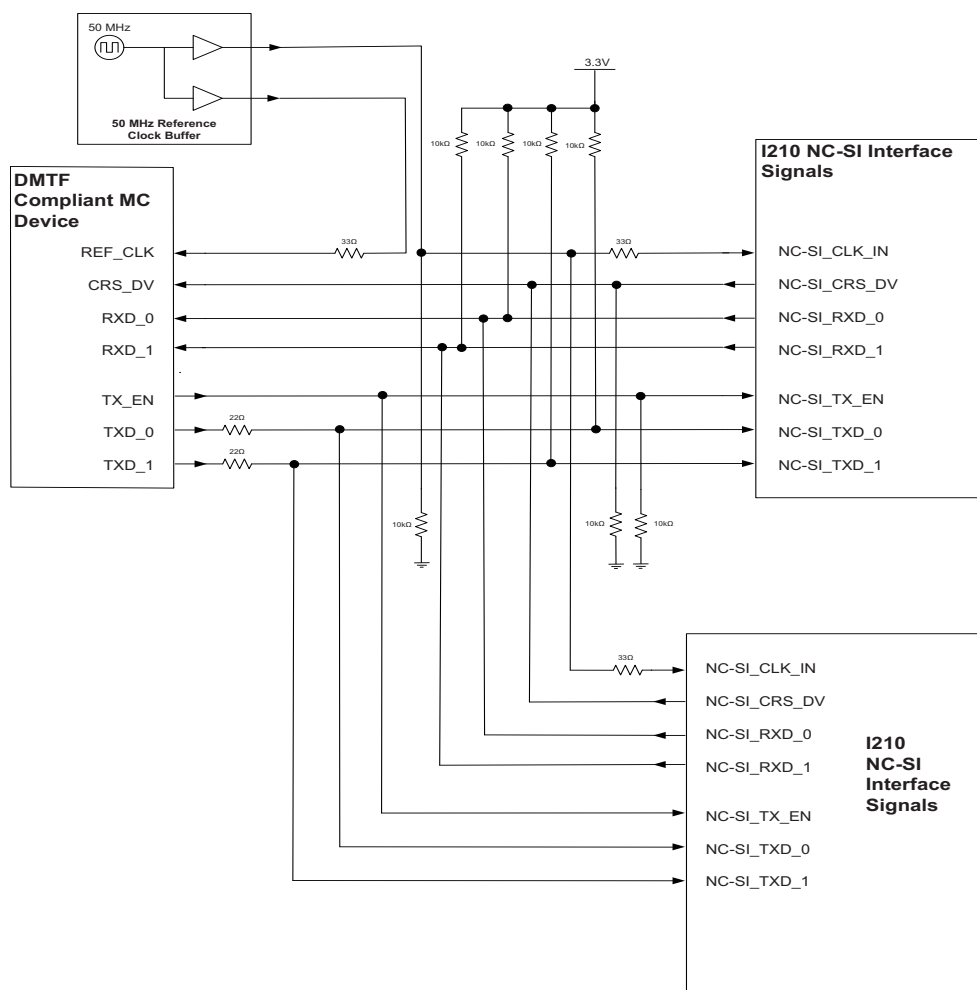 50 MHz
50 MHz Reference
Clock Buffer
3.3V
10kΩ
10kΩ
10kΩ
10kΩ
DMTF
Compliant MC
Device
I210 NC-SI Interface
Signals
33Ω
33Ω
REF_CLK
NC-SI_CLK_IN
CRS_DV
NC-SI_CRS_DV
RXD_0
NC-SI_RXD_0
RXD_1
NC-SI_RXD_1
TX_EN
NC-SI_TX_EN
22Ω
TXD_0
NC-SI_TXD_0
22Ω
TXD_1
NC-SI_TXD_1
10kΩ
10kΩ
10kΩ
33Ω
NC-SI_CLK_IN
NC-SI_CRS_DV
NC-SI_RXD_0
NC-SI_RXD_1
NC-SI_TX_EN
NC-SI_TXD_0
NC-SI_TXD_1
I210
NC-SI
Interface
Signals